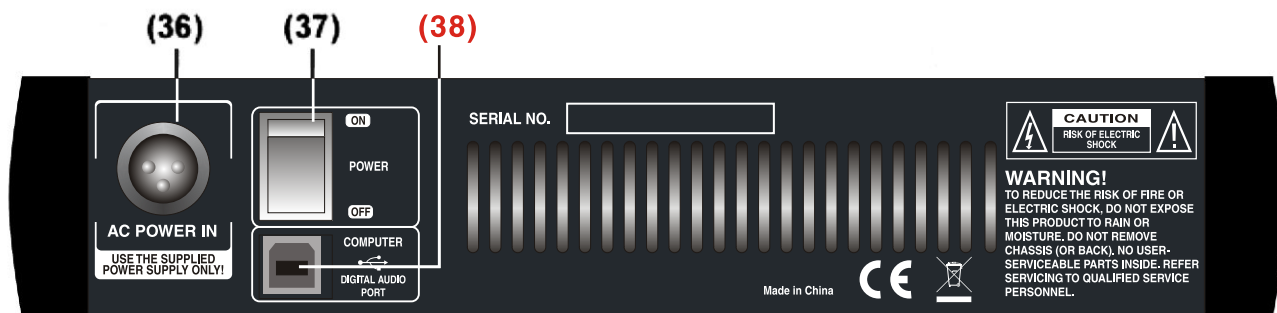 (36)
(37)
(38)
AC POWER IN
USE THE SUPPLIED
POWER SUPPLY ONLY!
ON
POWER
OFF
COMPUTER
DIGITAL AUDIO
PORT
SERIAL NO.
Made in China
CE
CAUTION
RISK OF ELECTRIC
SHOCK
WARNING!
TO REDUCE THE RISK OF FIRE OR
ELECTRIC SHOCK, DO NOT EXPOSE
THIS PRODUCT TO RAIN OR
MOISTURE. DO NOT REMOVE
CHASSIS (OR BACK). NO USER-
SERVICEABLE PARTS INSIDE. REFER
SERVICING TO QUALIFIED SERVICE
PERSONNEL.